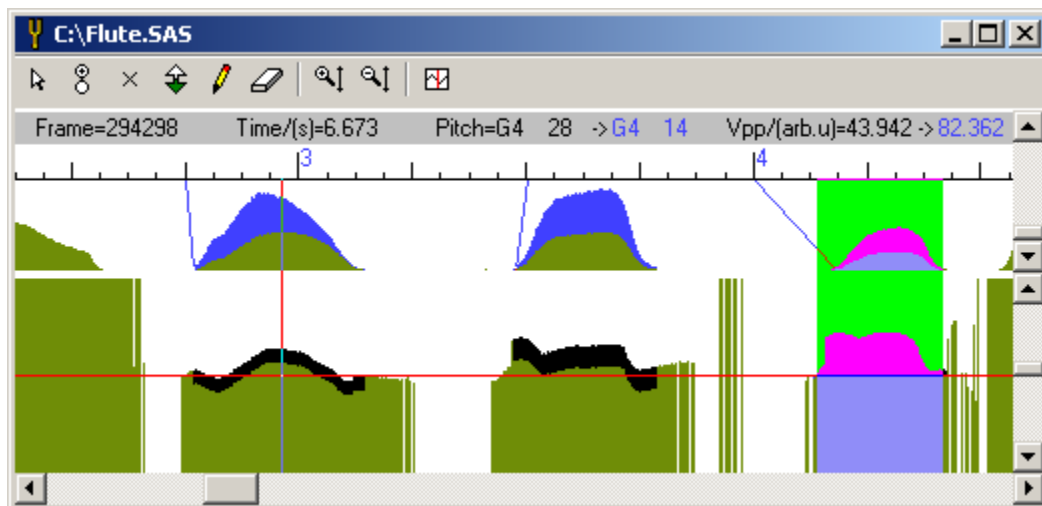 C:\Flute.SAS
Frame=294298 Time/(s)=6.673 Pitch=G4 28 ->G4 14 Vpp/(arb.u)=43.942 -> 82.362
3 4